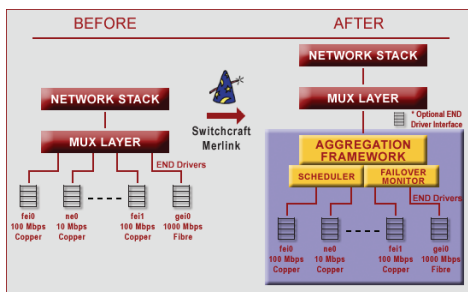 BEFORE
AFTER
NETWORK STACK
MUX LAYER
END Drivers
fei0
100 Mbps
Copper
ne0
10 Mbps
Copper
fei1
100 Mbps
Copper
gei0
1000 Mbps
Fibre
Switchcraft
Merlink
NETWORK STACK
MUX LAYER
* Optional END
Driver Interface
AGGREGATION
FRAMEWORK
SCHEDULER
FAILOVER
MONITOR
END Drivers
fei0
100 Mbps
Copper
ne0
10 Mbps
Copper
fei1
100 Mbps
Copper
gei0
1000 Mbps
Fibre